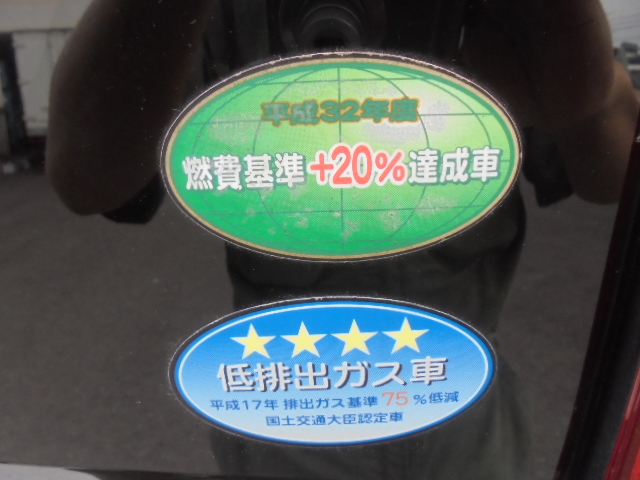 平成32年度
燃費基準+20%達成車
★★★★
低排出ガス車
平成17年 排出ガス基準 75 %低減
国土交通大臣認定車